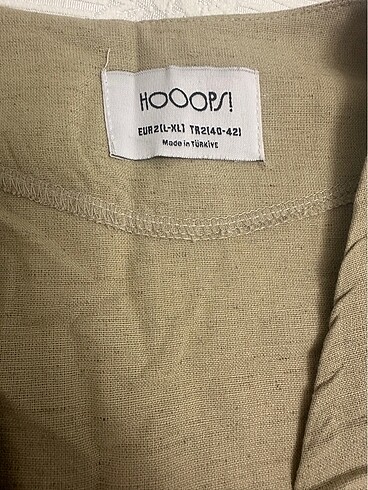 HOOOPS!
EUR2(L-XL) TR2(40-42)
Made in TÜRKİYE